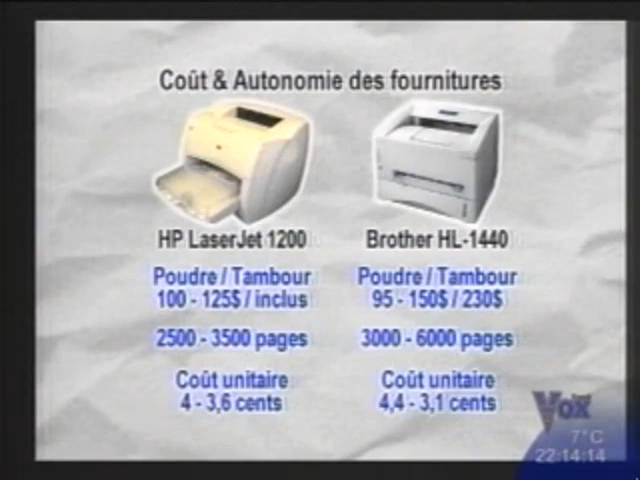 Coût & Autonomie des fournitures
HP LaserJet 1200
Brother HL-1440
Poudre / Tambour
100 - 125$ / inclus
Poudre / Tambour
95 - 150$ / 230$
2500 - 3500 pages
3000 - 6000 pages
Coût unitaire
4 - 3,6 cents
Coût unitaire
4,4 - 3,1 cents
Vox
7°C
22:14:14